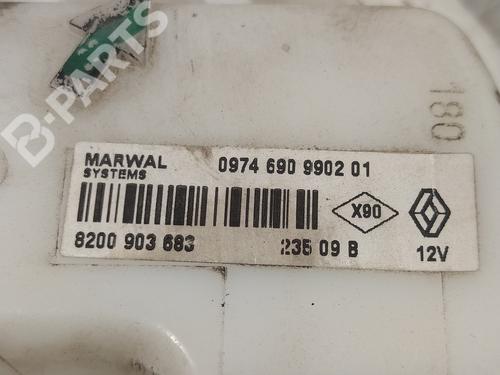 B-PARTS
180
MARWAL 0974 690 9902 01
SYSTEMS
X90
8200 903 683 235 09 B 12V